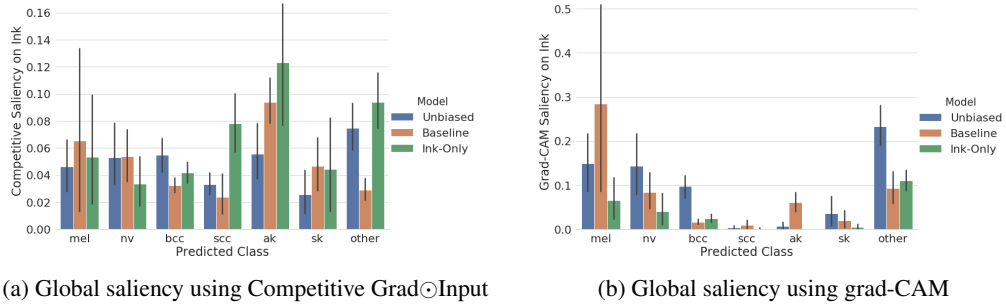 0.16
0.14
0.12
0.10
0.08
0.06
0.04
0.02
0.00
Competitive Saliency on Ink
mel nv bcc scc ak sk other
Predicted Class
Model
Unbiased
Baseline
Ink-Only
(a) Global saliency using Competitive Grad⊙Input
0.5
0.4
0.3
0.2
0.1
0.0
Grad-CAM Saliency on Ink
mel nv bcc scc ak sk other
Predicted Class
Model
Unbiased
Baseline
Ink-Only
(b) Global saliency using grad-CAM